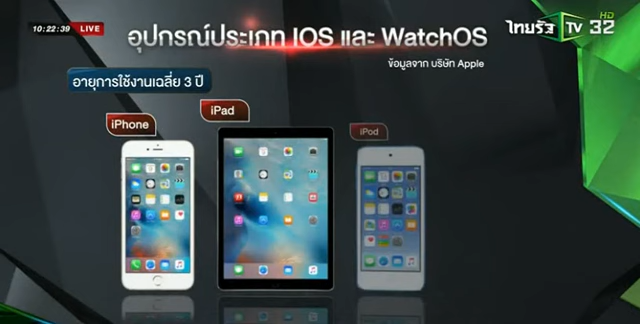 10:22:39 LIVE
ไทยรัฐ TV 32 HD
อุปกรณ์ประเภท IOS และ WatchOS
ข้อมูลจาก บริษัท Apple
อายุการใช้งานเฉลี่ย 3 ปี
iPhone
iPad
iPod